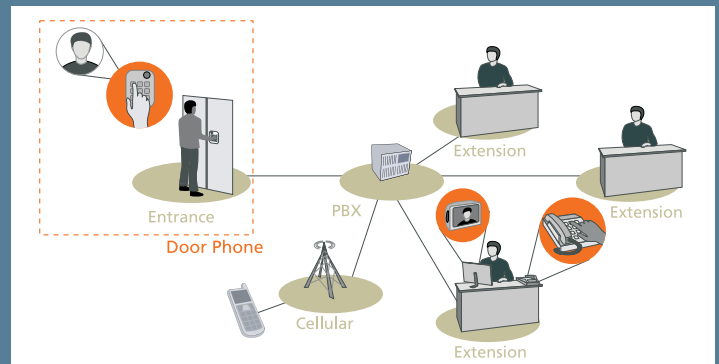 Extension
Extension
Entrance
PBX
Door Phone
Cellular
Extension